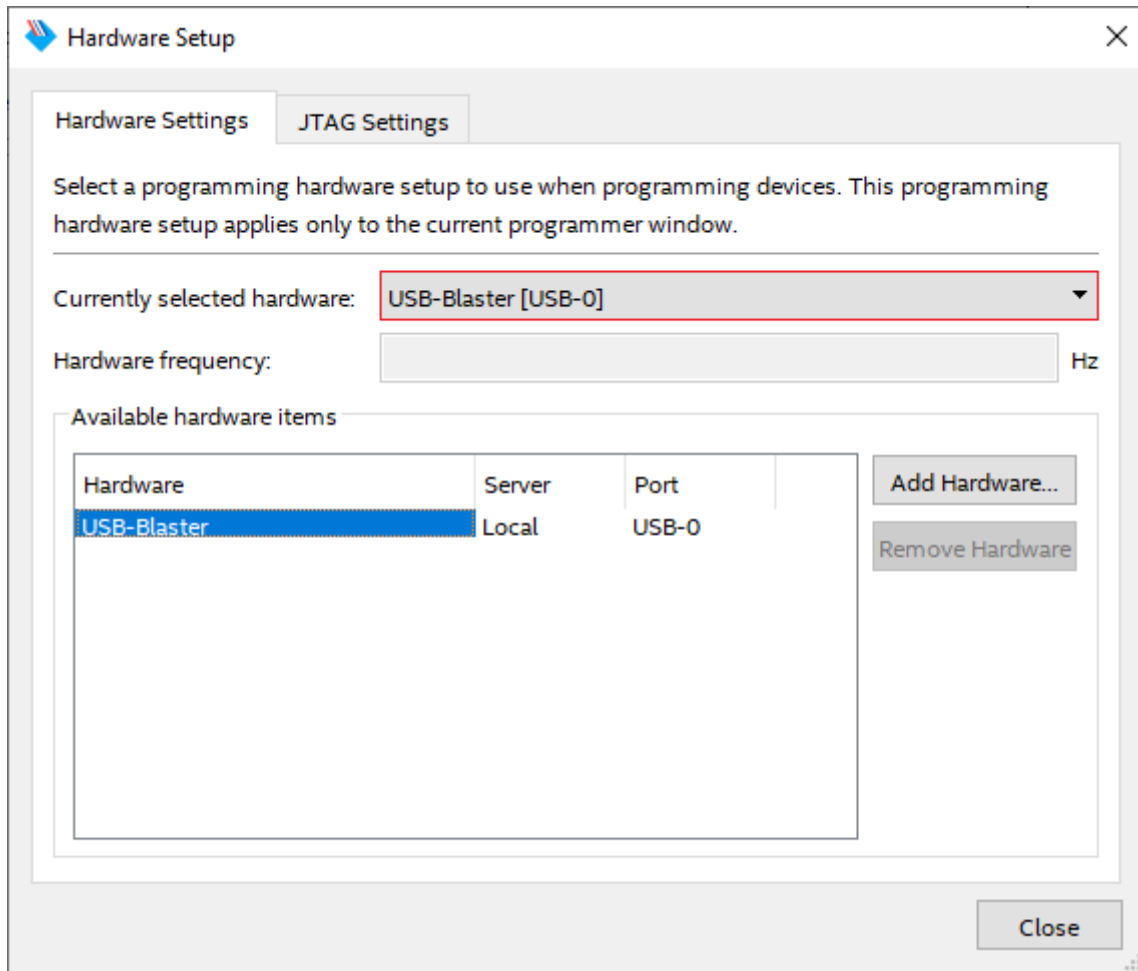 Hardware Setup
Hardware Settings
JTAG Settings
Select a programming hardware setup to use when programming devices. This programming
hardware setup applies only to the current programmer window.
Currently selected hardware: USB-Blaster [USB-0]
Hardware frequency: Hz
Available hardware items
Hardware Server Port
USB-Blaster Local USB-0
Add Hardware...
Remove Hardware
Close